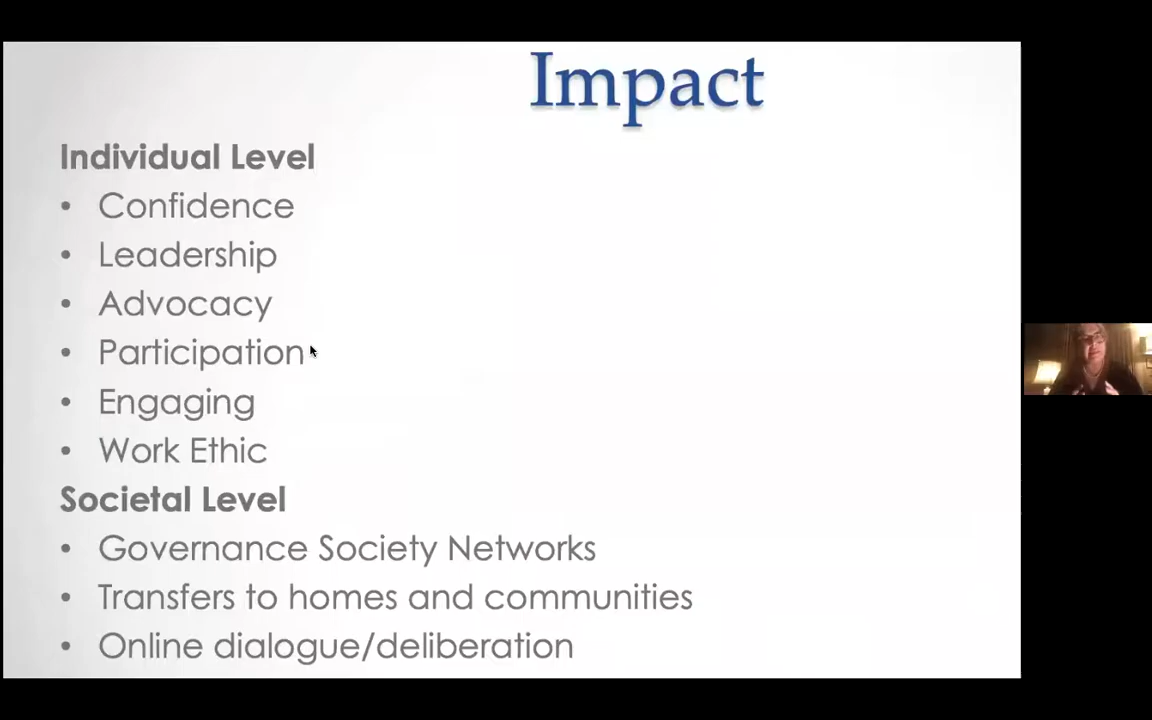 Impact
Individual Level
• Confidence
• Leadership
• Advocacy
• Participation
• Engaging
• Work Ethic
Societal Level
• Governance Society Networks
• Transfers to homes and communities
• Online dialogue/deliberation